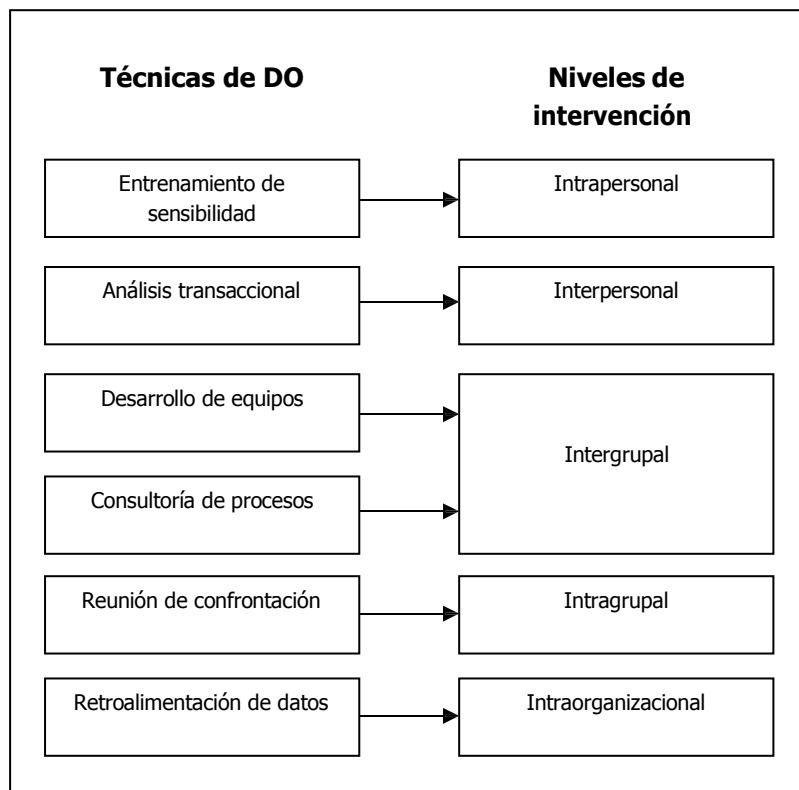 Técnicas de DO
Niveles de
intervención
Entrenamiento de
sensibilidad
Intrapersonal
Análisis transaccional
Interpersonal
Desarrollo de equipos
Intergrupal
Consultoría de procesos
Reunión de confrontación
Intragrupal
Retroalimentación de datos
Intraorganizacional